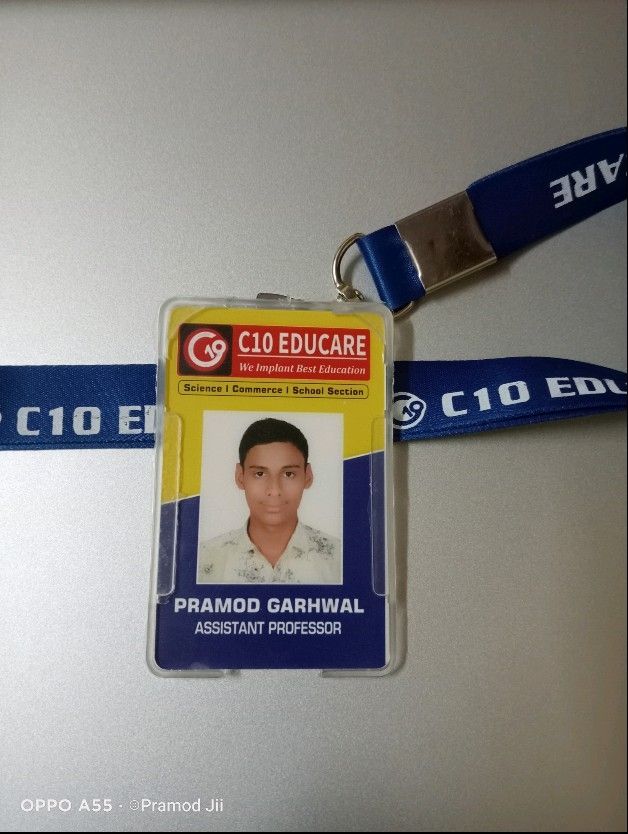 ARE
C10 EDUCARE
We Implant Best Education
Science | Commerce | School Section
C10 E
C10 EDU
PRAMOD GARHWAL
ASSISTANT PROFESSOR
OPPO A55 · ©Pramod Jii